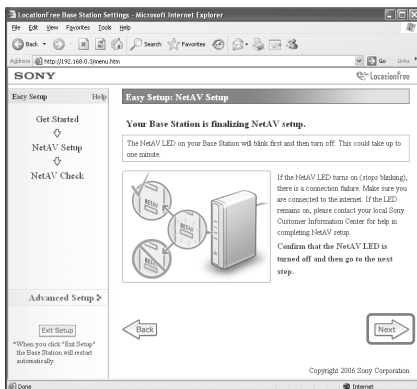 LocationFree Base Station Settings - Microsoft Internet Explorer
File Edit View Favorites Tools Help
Back Search Favorites
Address http://192.168.0.3/menu.htm Go Links
SONY LocationFree
Easy Setup Help
Get Started
NetAV Setup
NetAV Check
Advanced Setup
Exit Setup
*When you click "Exit Setup"
the Base Station will restart
automatically.
Easy Setup: NetAV Setup
Your Base Station is finalizing NetAV setup.
The NetAV LED on your Base Station will blink first and then turn off. This could take up to
one minute.
NETAV
NETAV
NETAV
If the NetAV LED turns on (stops blinking),
there is a connection failure. Make sure you
are connected to the internet. If the LED
remains on, please contact your local Sony
Customer Information Center for help in
completing NetAV setup.
Confirm that the NetAV LED is
turned off and then go to the next
step.
Back
Next
Copyright 2006 Sony Corporation
Done Internet